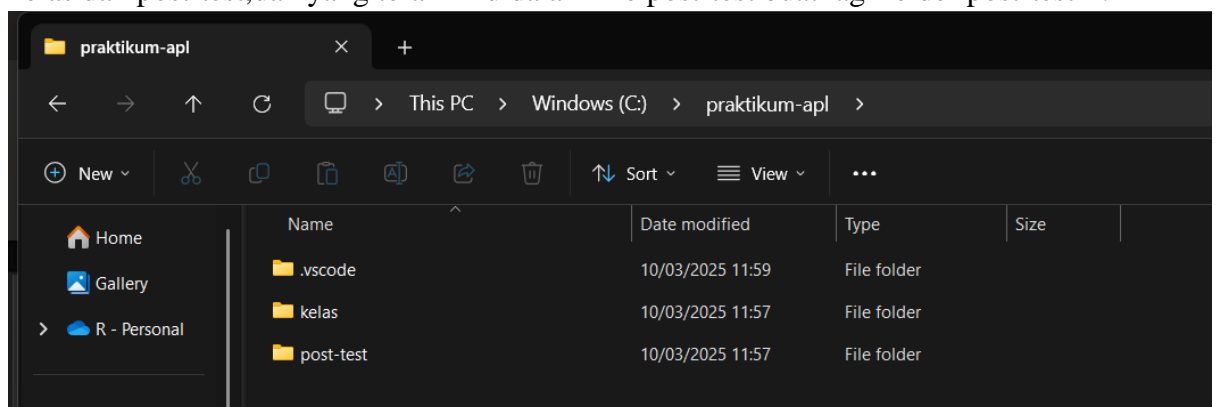 praktikum-apl
This PC > Windows (C:) > praktikum-apl >
New
Sort
View
Name
Date modified
Type
Size
Home
Gallery
R - Personal
.vscode 10/03/2025 11:59 File folder
kelas 10/03/2025 11:57 File folder
post-test 10/03/2025 11:57 File folder